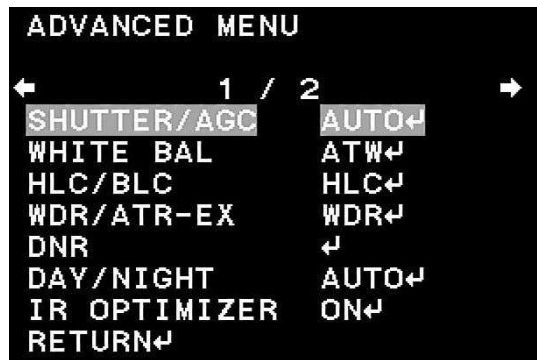 ADVANCED MENU
← 1 / 2 →
SHUTTER/AGC AUTO↵
WHITE BAL ATW↵
HLC/BLC HLC↵
WDR/ATR-EX WDR↵
DNR ↵
DAY/NIGHT AUTO↵
IR OPTIMIZER ON↵
RETURN↵